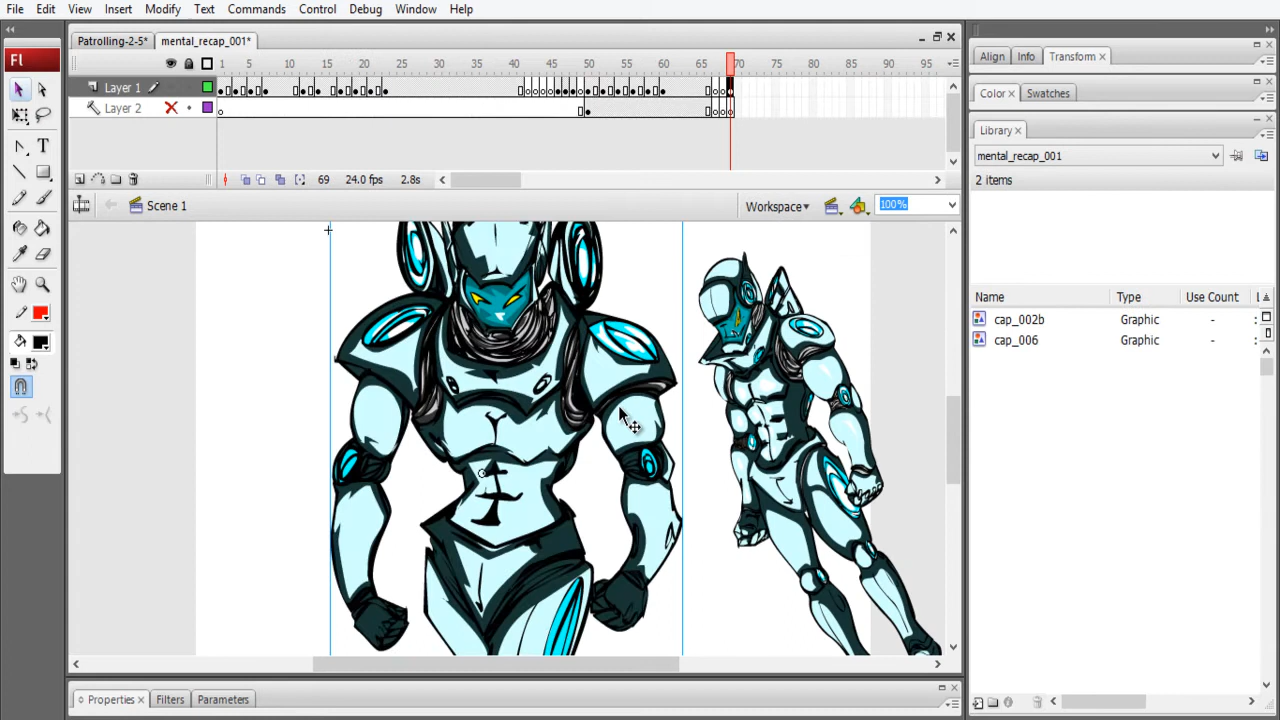 File Edit View Insert Modify Text Commands Control Debug Window Help
Fl
Patrolling-2-5* mental_recap_001*
1 5 10 15 20 25 30 35 40 45 50 55 60 65 70 75 80 85 90 95
Layer 1
Layer 2
69 24.0 fps 2.8s
Scene 1 Workspace 100%
Align Info Transform
Color Swatches
Library
mental_recap_001
2 items
Name Type Use Count
cap_002b Graphic -
cap_006 Graphic -
Properties Filters Parameters